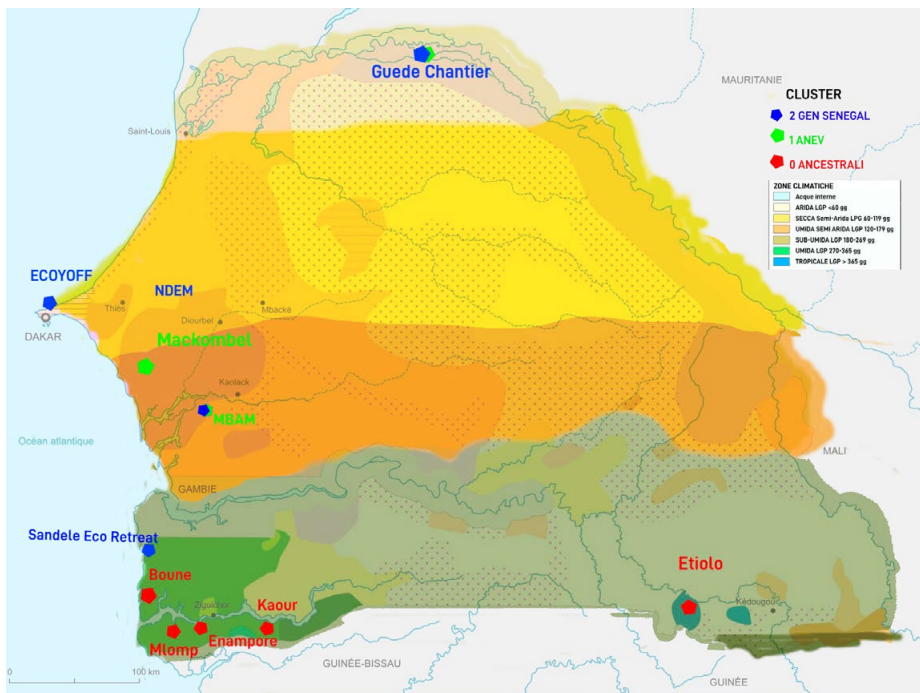 Guede Chantier
MAURITANIE
CLUSTER
2 GEN SENEGAL
1 ANEV
0 ANCESTRALI
ZONE CLIMATICHE
Acque interne
ARIDA LGP <60 gg
SECCA Semi-Arida LPG 60-119 gg
UMIDA SEMI ARIDA LGP 120-179 gg
SUB-UMIDA LGP 180-269 gg
UMIDA LGP 270-365 gg
TROPICALE LGP > 365 gg
Saint-Louis
ECOYOFF
NDEM
Thiès
Mbacké
Diourbel
DAKAR
Mackombel
Kaolack
MBAM
Océan atlantique
MALI
GAMBIE
Sandele Eco Retreat
Boune
Etiolo
Kaour
Ziguinchor
Kédougou
Enampore
Mlomp
GUINÉE-BISSAU
0
100 km
GUINÉE